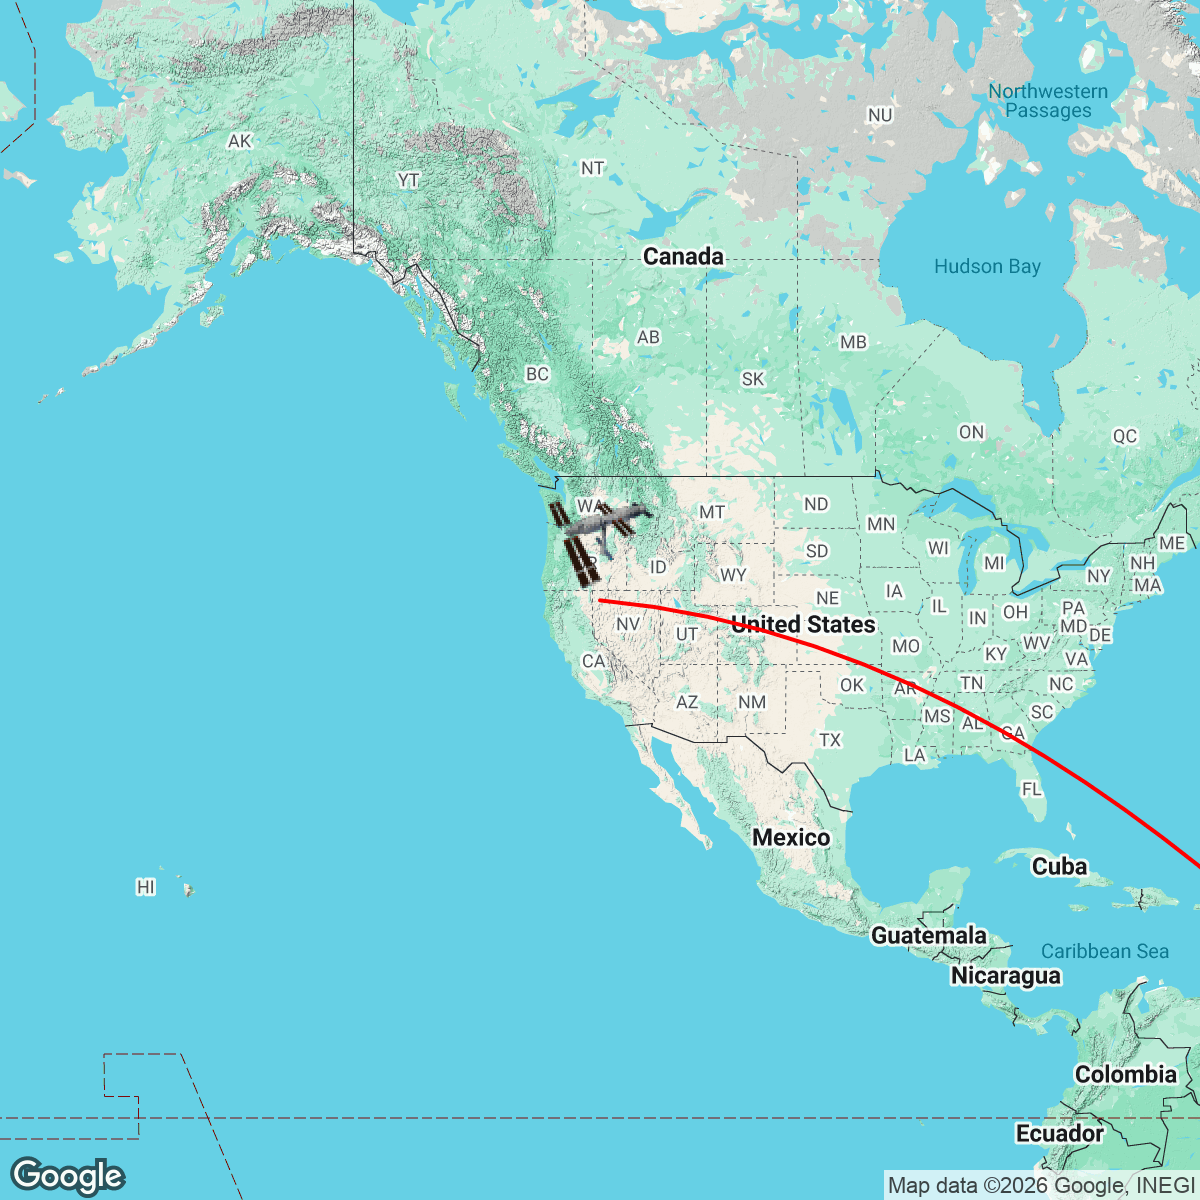 Northwestern
Passages
NU
AK
NT
YT
Canada
Hudson Bay
AB
MB
BC
SK
ON
QC
WA
MT
ND
MN
ME
WI
SD
MI
NH
ID
WY
NY
MA
IA
NE
IL
IN
OH
PA
NV
United States
MD
DE
UT
MO
KY
WV
CA
VA
OK
AR
TN
NC
AZ
NM
MS
SC
AL
GA
TX
LA
FL
Mexico
Cuba
HI
Guatemala
Caribbean Sea
Nicaragua
Colombia
Ecuador
Google
Map data ©2026 Google, INEGI